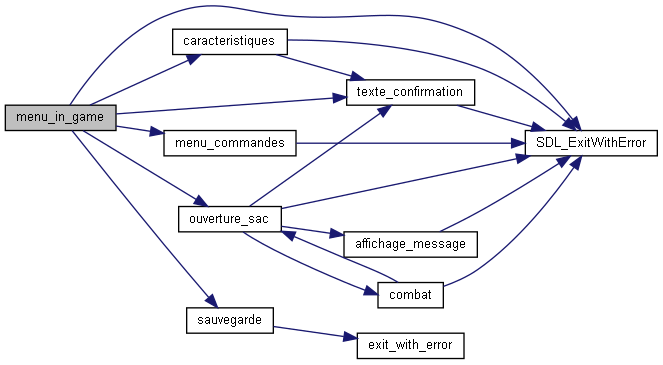 caracteristiques
texte_confirmation
menu_in_game
menu_commandes
SDL_ExitWithError
ouverture_sac
affichage_message
combat
sauvegarde
exit_with_error